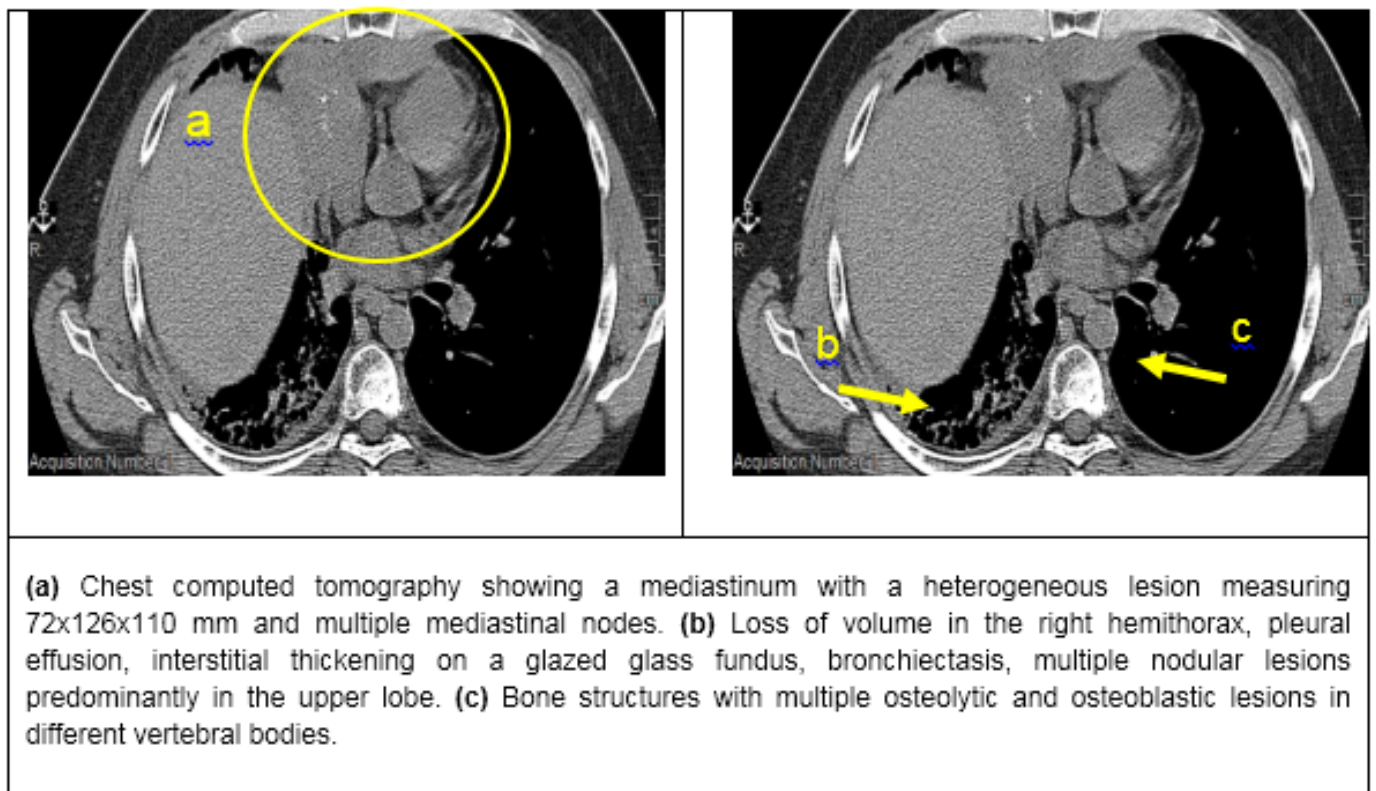 a
R
Acquisition Number
b
c
R
Acquisition Number
(a) Chest computed tomography showing a mediastinum with a heterogeneous lesion measuring
72x126x110 mm and multiple mediastinal nodes. (b) Loss of volume in the right hemithorax, pleural
effusion, interstitial thickening on a glazed glass fundus, bronchiectasis, multiple nodular lesions
predominantly in the upper lobe. (c) Bone structures with multiple osteolytic and osteoblastic lesions in
different vertebral bodies.